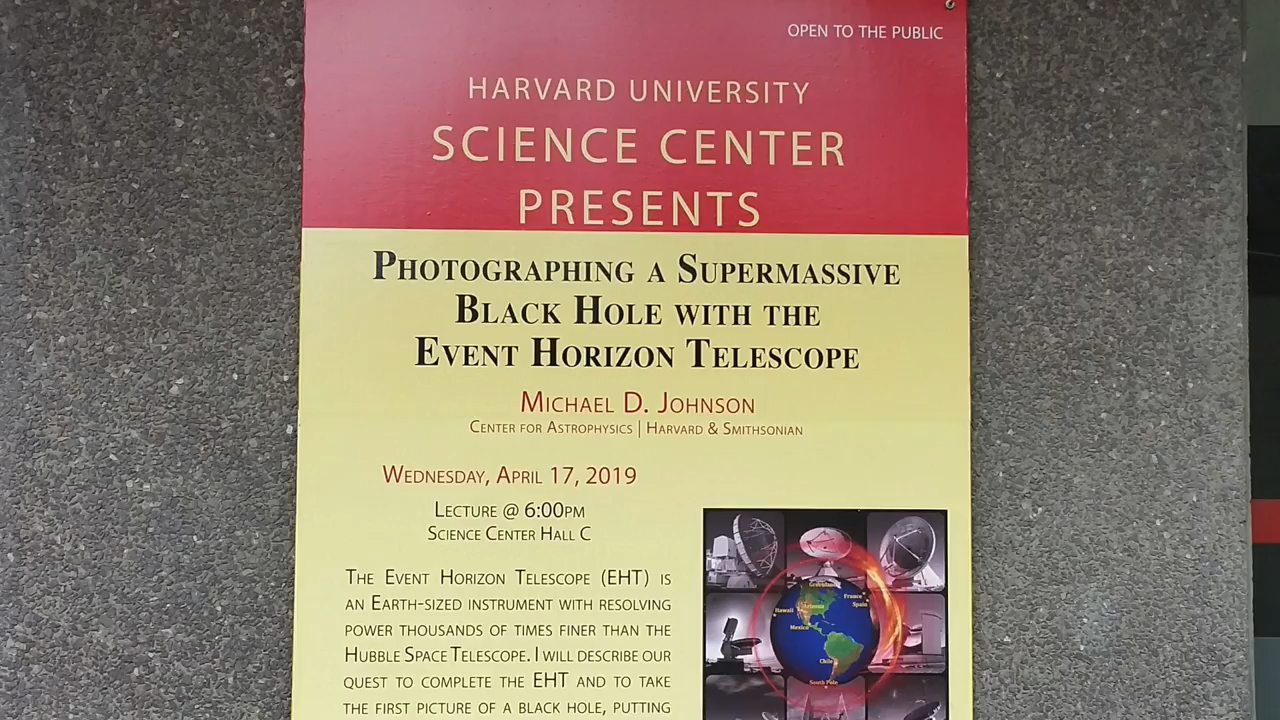 OPEN TO THE PUBLIC
HARVARD UNIVERSITY
SCIENCE CENTER
PRESENTS
PHOTOGRAPHING A SUPERMASSIVE
BLACK HOLE WITH THE
EVENT HORIZON TELESCOPE
MICHAEL D. JOHNSON
CENTER FOR ASTROPHYSICS | HARVARD & SMITHSONIAN
WEDNESDAY, APRIL 17, 2019
LECTURE @ 6:00PM
SCIENCE CENTER HALL C
THE EVENT HORIZON TELESCOPE (EHT) IS
AN EARTH-SIZED INSTRUMENT WITH RESOLVING
POWER THOUSANDS OF TIMES FINER THAN THE
HUBBLE SPACE TELESCOPE. I WILL DESCRIBE OUR
QUEST TO COMPLETE THE EHT AND TO TAKE
THE FIRST PICTURE OF A BLACK HOLE, PUTTING
Greenland
France
Spain
Hawaii
Arizona
Mexico
Chile
South Pole